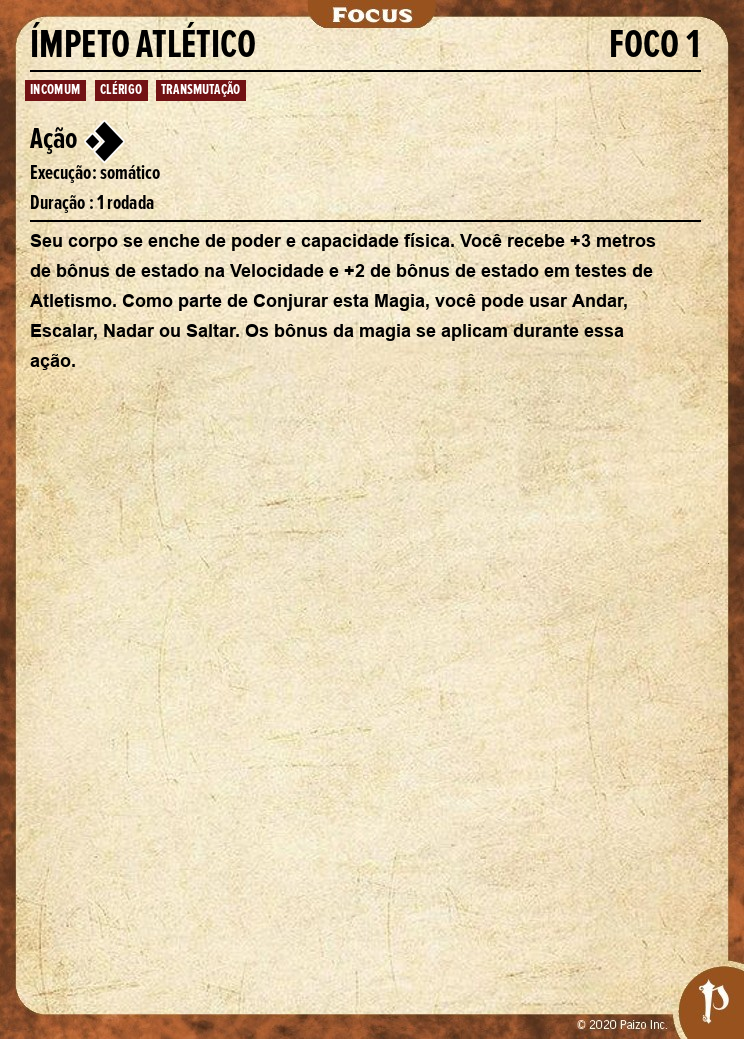 Focus
ÍMPETO ATLÉTICO FOCO 1
INCOMUM CLÉRIGO TRANSMUTAÇÃO
Ação
Execução: somático
Duração : 1 rodada
Seu corpo se enche de poder e capacidade física. Você recebe +3 metros
de bônus de estado na Velocidade e +2 de bônus de estado em testes de
Atletismo. Como parte de Conjurar esta Magia, você pode usar Andar,
Escalar, Nadar ou Saltar. Os bônus da magia se aplicam durante essa
ação.
© 2020 Paizo Inc.